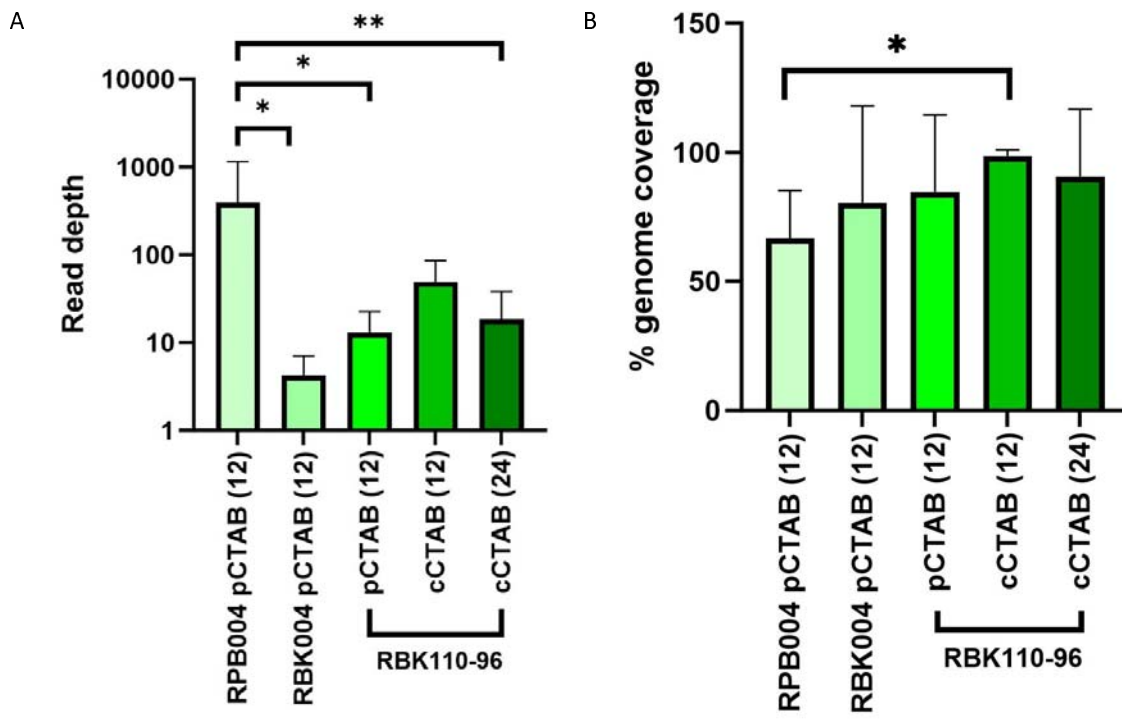 A
**
*
*
10000
1000
100
10
1
Read depth
RPB004 pCTAB (12)
RBK004 pCTAB (12)
pCTAB (12)
cCTAB (12)
cCTAB (24)
RBK110-96
B
*
150
100
50
0
% genome coverage
RPB004 pCTAB (12)
RBK004 pCTAB (12)
pCTAB (12)
cCTAB (12)
cCTAB (24)
RBK110-96